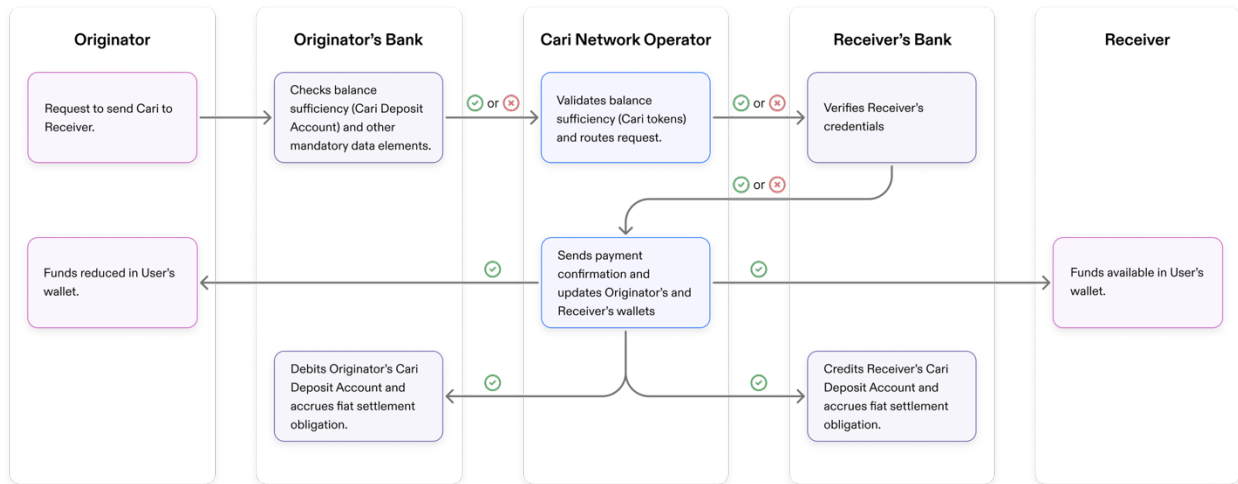 Originator
Originator's Bank
Cari Network Operator
Receiver's Bank
Receiver
Request to send Cari to
Receiver.
Checks balance
sufficiency (Cari Deposit
Account) and other
mandatory data elements.
or
Validates balance
sufficiency (Cari tokens)
and routes request.
or
Verifies Receiver's
credentials
or
Funds reduced in User's
wallet.
Sends payment
confirmation and
updates Originator's and
Receiver's wallets
Funds available in User's
wallet.
Debits Originator's Cari
Deposit Account and
accrues fiat settlement
obligation.
Credits Receiver's Cari
Deposit Account and
accrues fiat settlement
obligation.